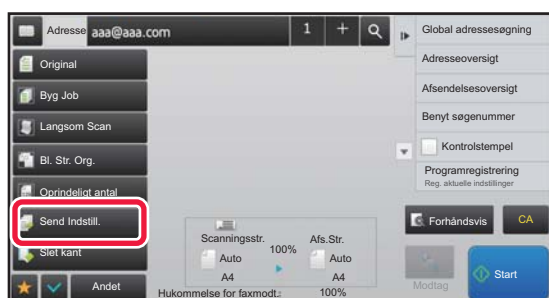 Adresse aaa@aaa.com 1 +
Original
Byg Job
Langsom Scan
Bl. Str. Org.
Oprindeligt antal
Send Indstill.
Slet kant
Andet
Scanningsstr. 100% Afs.Str.
Auto Auto
A4 A4
Hukommelse for faxmodt.: 100%
Global adressesøgning
Adresseoversigt
Afsendelsesoversigt
Benyt søgenummer
Kontrolstempel
Programregistrering
Reg. aktuelle indstillinger
Forhåndsvis CA
Modtag Start